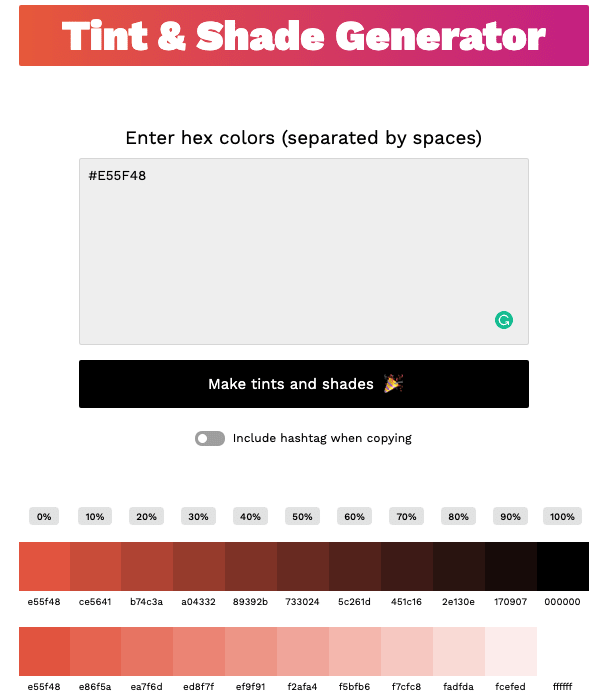 Tint & Shade Generator
Enter hex colors (separated by spaces)
#E55F48
Make tints and shades
Include hashtag when copying
0% 10% 20% 30% 40% 50% 60% 70% 80% 90% 100%
e55f48 ce5641 b74c3a a04332 89392b 733024 5c261d 451c16 2e130e 170907 000000
e55f48 e86f5a ea7f6d ed8f7f ef9f91 f2afa4 f5bfb6 f7cfc8 fadfda fcefed ffffff